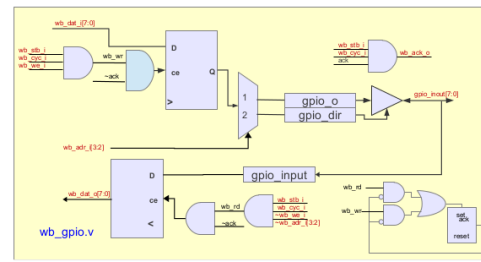 wb_dat_i[7:0]
wb_stb_i
wb_cyc_i
wb_we_i
wb_wr
~ack
D
ce
Q
>
wb_stb_i
wb_cyc_i
ack
wb_ack_o
1
2
gpio_o
gpio_dir
gpio_inout[7:0]
wb_adr_i[3:2]
wb_dat_o[7:0]
D
ce
<
gpio_input
wb_rd
~ack
wb_stb_i
wb_cyc_i
~wb_we_i
~wb_adr_i[3:2]
wb_rd
wb_wr
set
ack
reset
wb_gpio.v